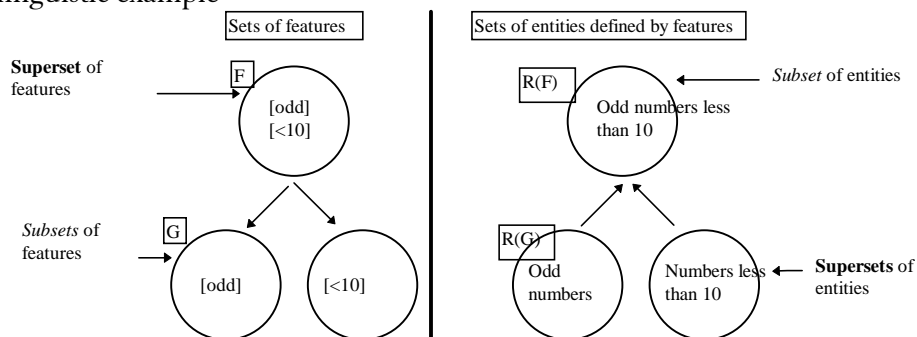 linguistic example
Sets of features
Sets of entities defined by features
Superset of
features
F
[odd]
[<10]
R(F)
Odd numbers less
than 10
Subset of entities
Subsets of
features
G
[odd]
[<10]
R(G)
Odd
numbers
Numbers less
than 10
Supersets of
entities